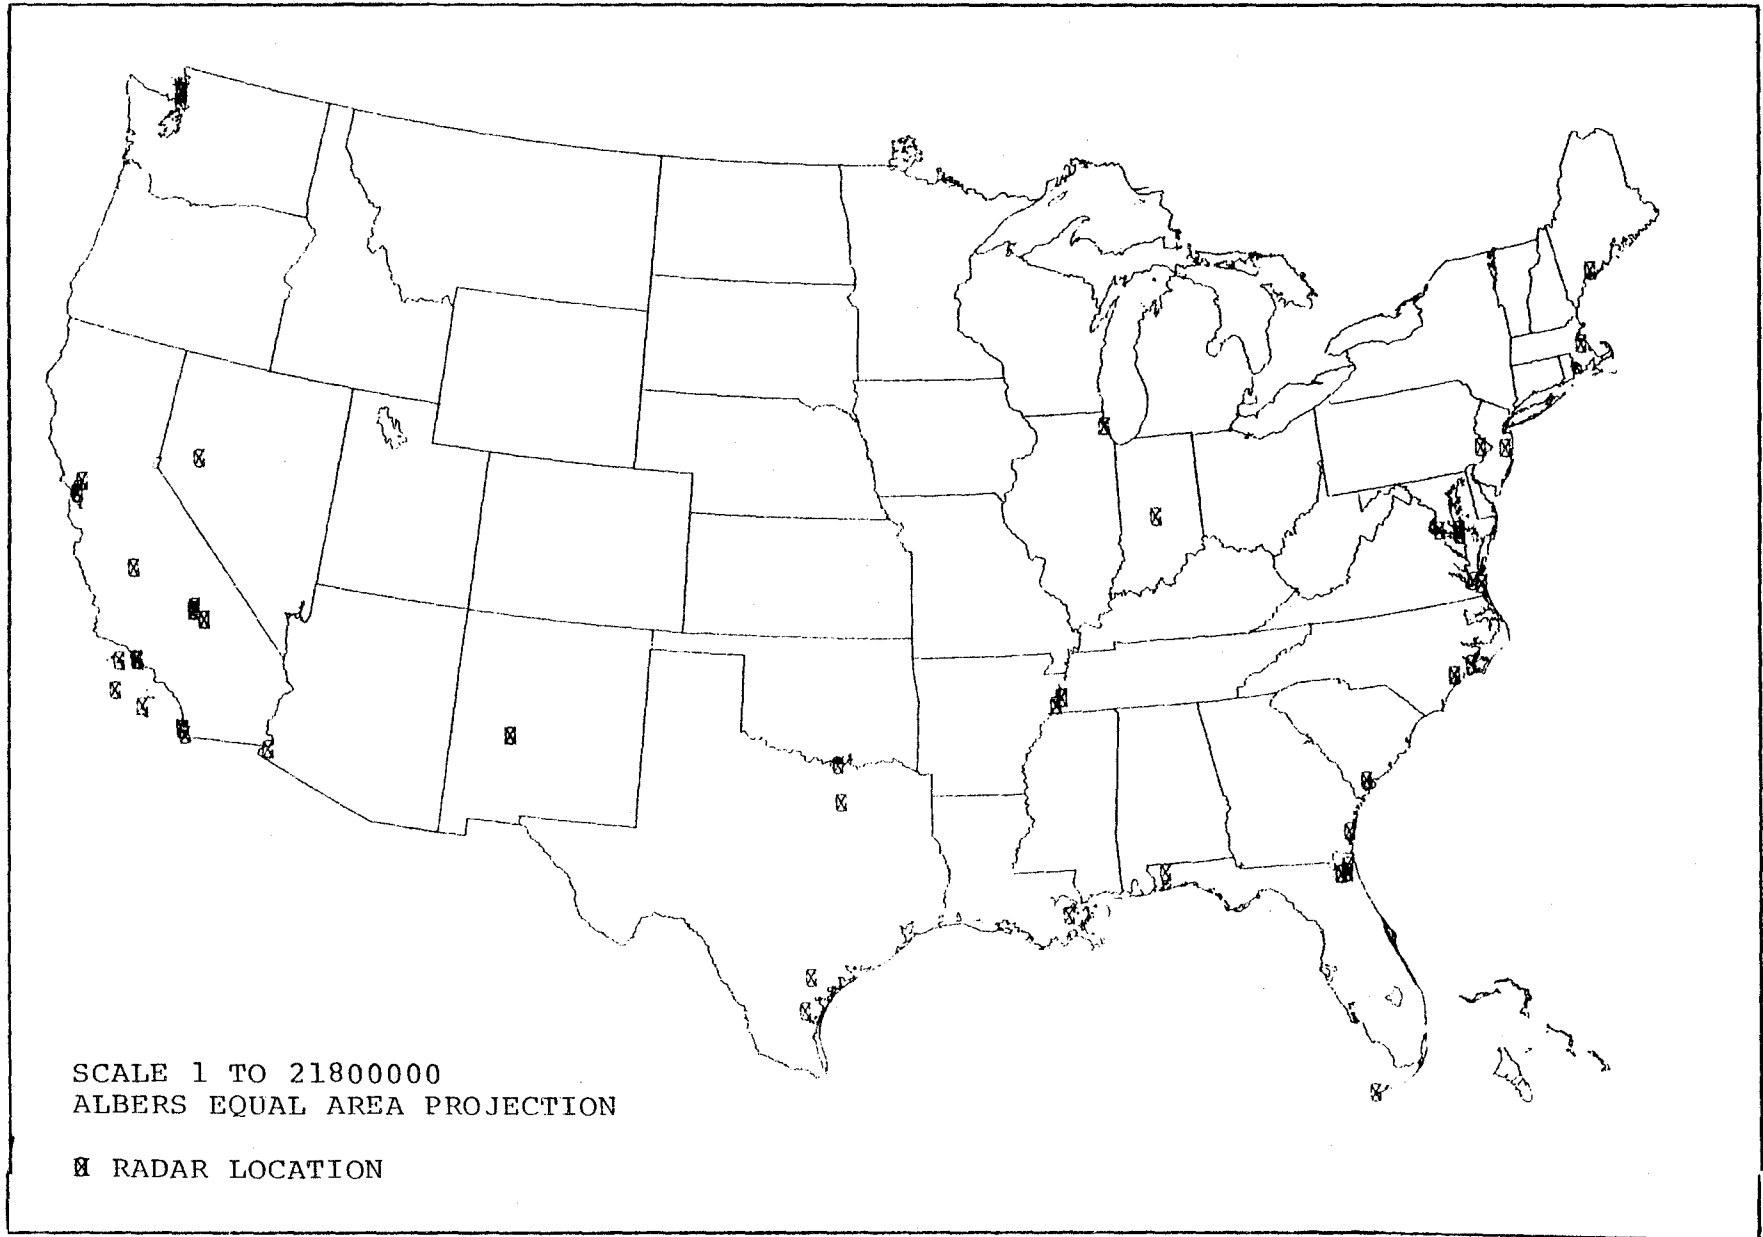 SCALE 1 TO 21800000
ALBERS EQUAL AREA PROJECTION
RADAR LOCATION